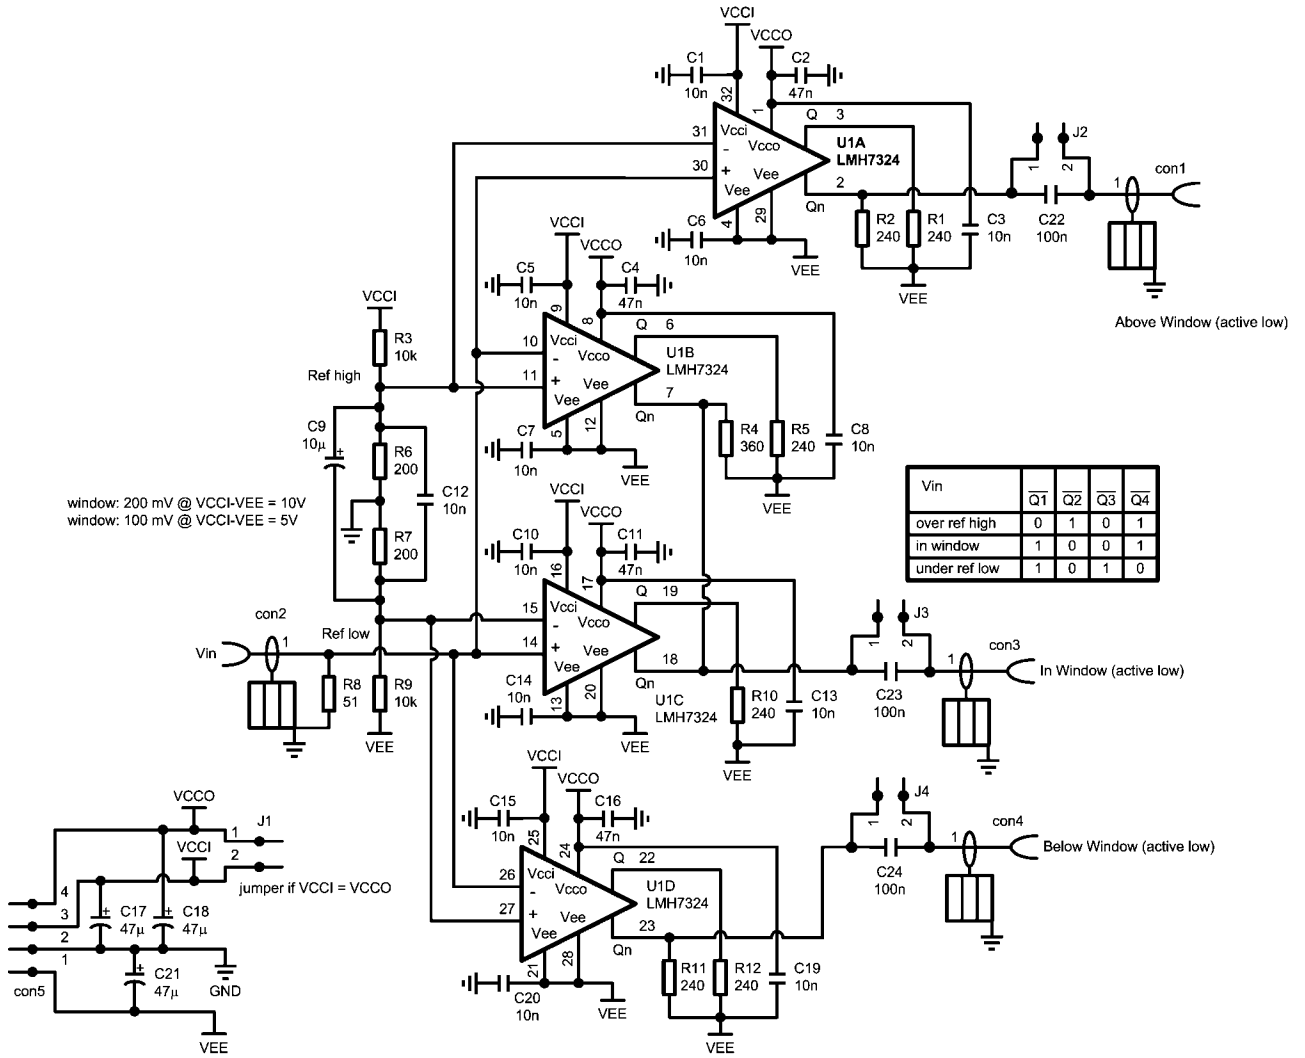 VCCI
VCCO
C1
10n
C2
47n
32
1
Q 3
31
30
Vcci
-
Vcco
+
Vee
Vee
U1A
LMH7324
2
Qn
4
29
C6
10n
VEE
R2
240
R1
240
C3
10n
VEE
J2
1
2
C22
100n
1
con1
Above Window (active low)
VCCI
VCCO
C5
10n
C4
47n
9
8
Q 6
10
11
Vcci
-
Vcco
+
Vee
Vee
U1B
LMH7324
7
Qn
5
12
C7
10n
VEE
R4
360
R5
240
C8
10n
VEE
VCCI
R3
10k
Ref high
C9
10µ
+
R6
200
C12
10n
R7
200
window: 200 mV @ VCCI-VEE = 10V
window: 100 mV @ VCCI-VEE = 5V
Ref low
con2
1
Vin
R8
51
R9
10k
VEE
VCCI
VCCO
C10
10n
C11
47n
16
17
Q 19
15
14
Vcci
-
Vcco
+
Vee
Vee
18
Qn
U1C
LMH7324
13
20
C14
10n
VEE
R10
240
C13
10n
VEE
Vin Q1 Q2 Q3 Q4
over ref high 0 1 0 1
in window 1 0 0 1
under ref low 1 0 1 0
J3
1
2
C23
100n
1
con3
In Window (active low)
VCCI
VCCO
C15
10n
C16
47n
25
24
Q 22
26
27
Vcci
-
Vcco
+
Vee
Vee
U1D
LMH7324
23
Qn
21
28
C20
10n
VEE
R11
240
R12
240
C19
10n
VEE
J4
1
2
C24
100n
1
con4
Below Window (active low)
VCCO
1
J1
VCCI
2
jumper if VCCI = VCCO
4
3
2
1
con5
+
C17
47µ
+
C18
47µ
+
C21
47µ
GND
VEE